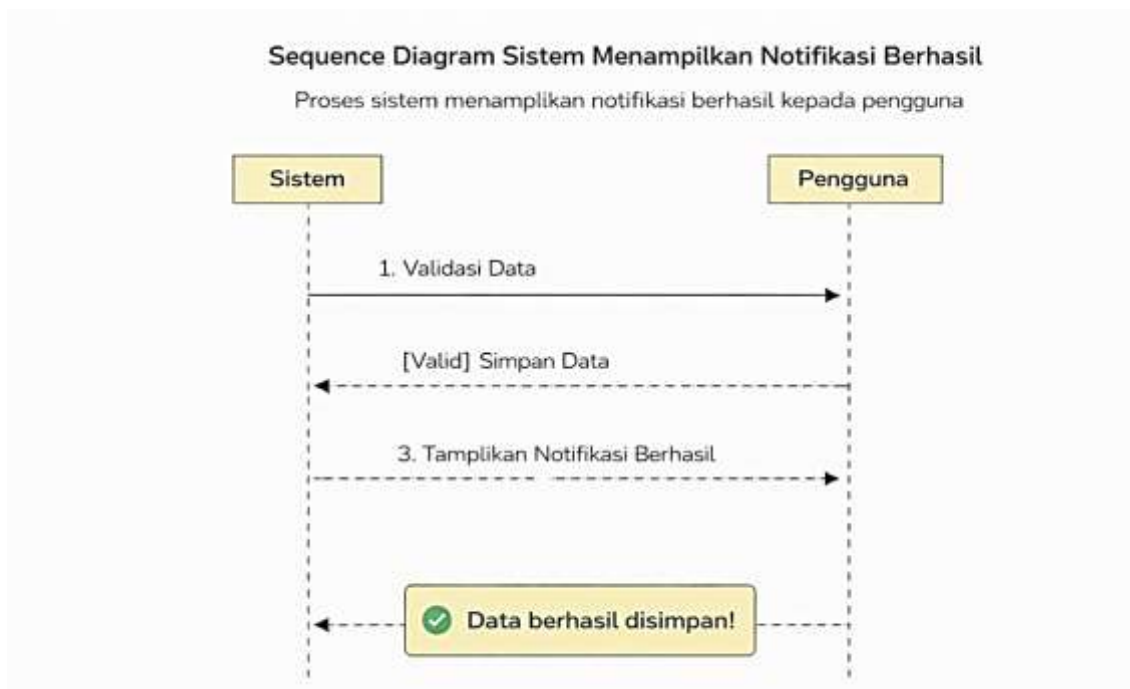 Sequence Diagram Sistem Menampilkan Notifikasi Berhasil
Proses sistem menamplikan notifikasi berhasil kepada pengguna
Sistem
Pengguna
1. Validasi Data
[Valid] Simpan Data
3. Tamplikan Notifikasi Berhasil
Data berhasil disimpan!